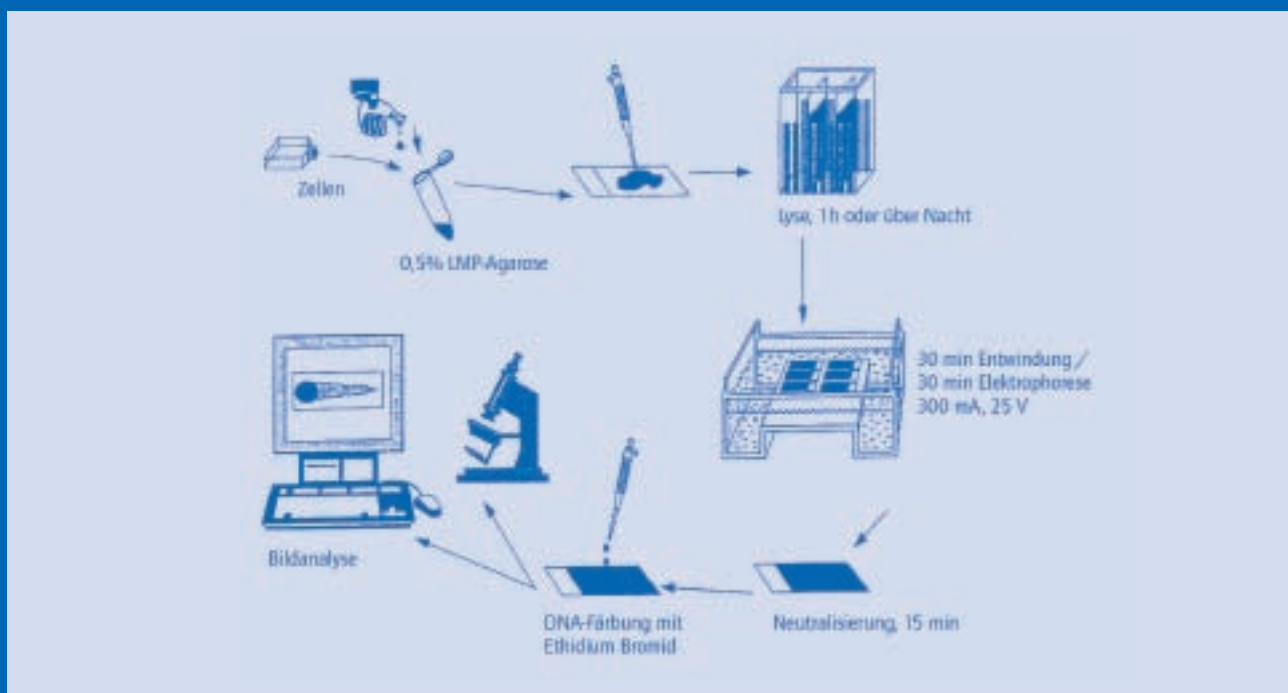 Zellen
0,5% LMP-Agarose
Lyse, 1h oder über Nacht
30 min Entwindung /
30 min Elektrophorese
300 mA, 25 V
Neutralisierung, 15 min
DNA-Färbung mit
Ethidium Bromid
Bildanalyse